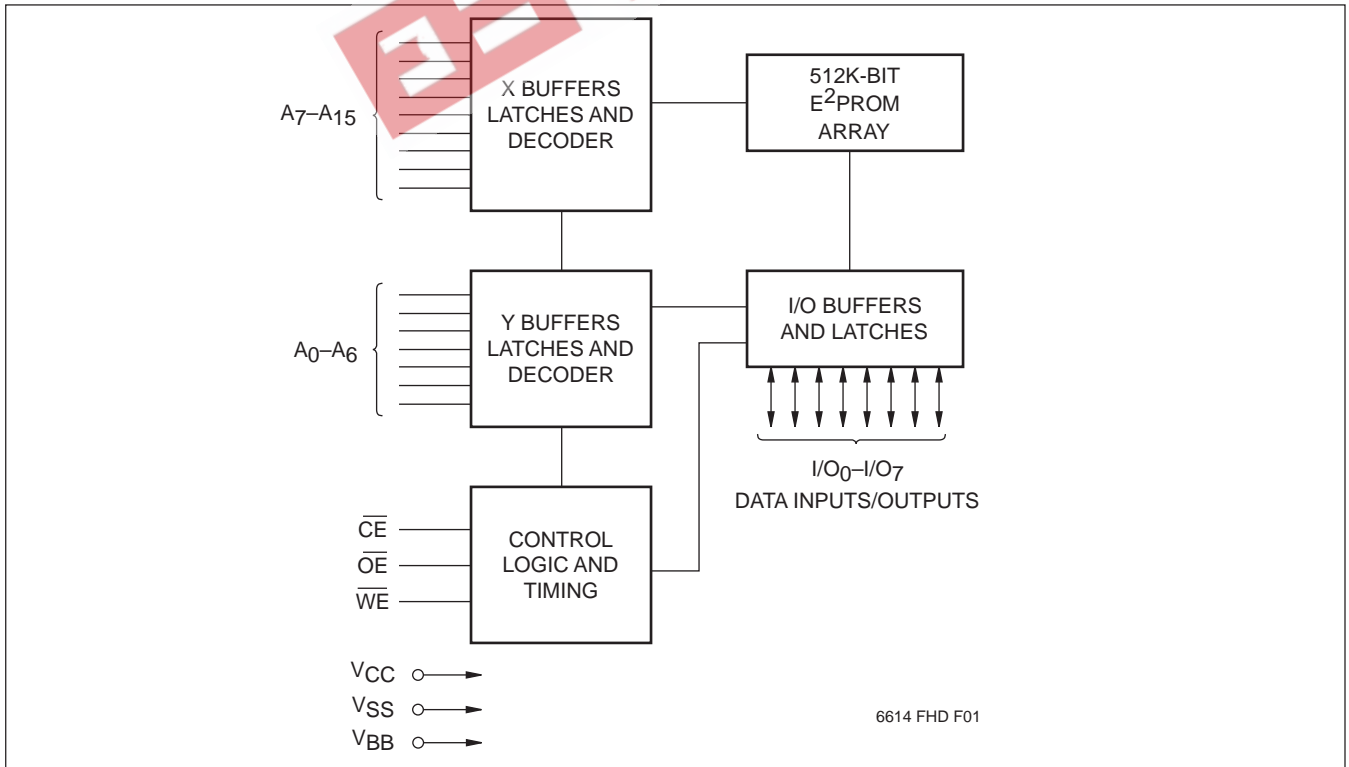 A7–A15
X BUFFERS
LATCHES AND
DECODER
512K-BIT
E2PROM
ARRAY
A0–A6
Y BUFFERS
LATCHES AND
DECODER
I/O BUFFERS
AND LATCHES
I/O0–I/O7
DATA INPUTS/OUTPUTS
CE
OE
WE
CONTROL
LOGIC AND
TIMING
VCC
VSS
VBB
6614 FHD F01